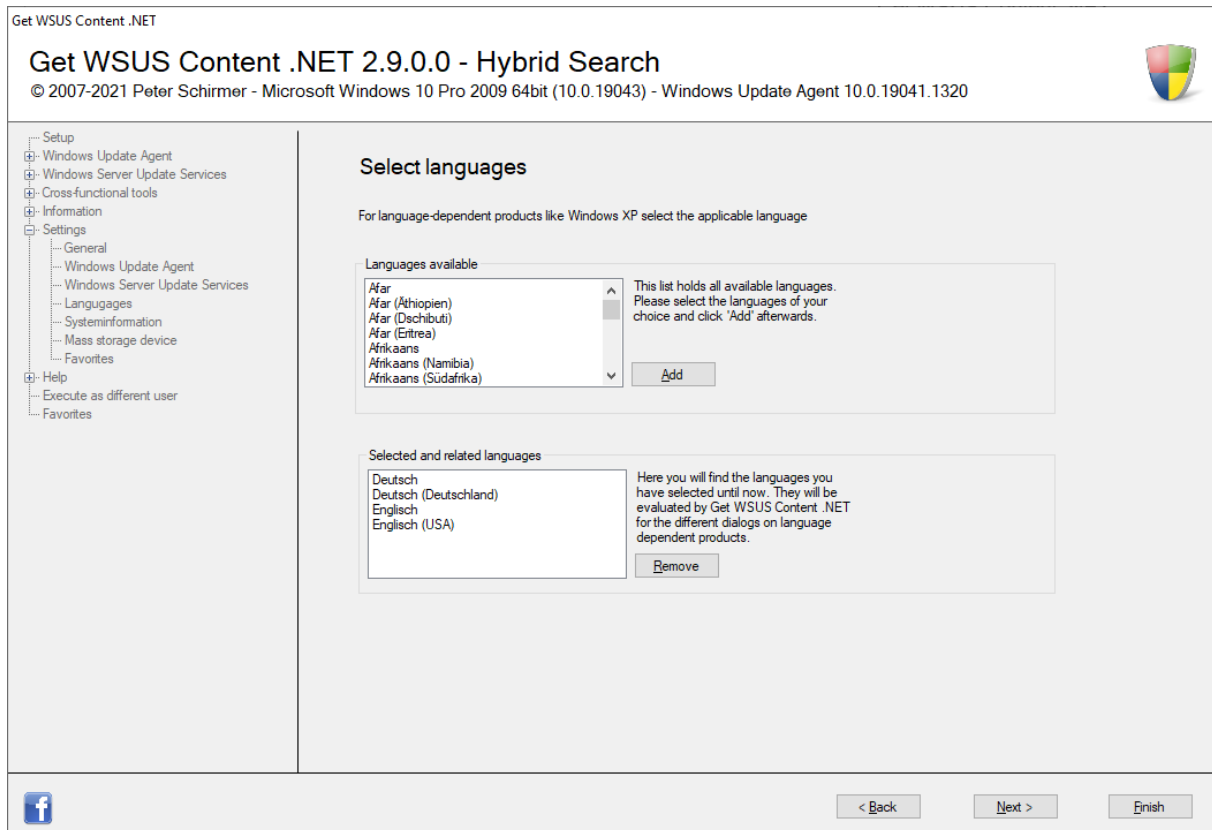 Get WSUS Content .NET
Get WSUS Content .NET 2.9.0.0 - Hybrid Search
© 2007-2021 Peter Schirmer - Microsoft Windows 10 Pro 2009 64bit (10.0.19043) - Windows Update Agent 10.0.19041.1320
Setup
Windows Update Agent
Windows Server Update Services
Cross-functional tools
Information
Settings
General
Windows Update Agent
Windows Server Update Services
Langugages
Systeminformation
Mass storage device
Favorites
Help
Execute as different user
Favorites
Select languages
For language-dependent products like Windows XP select the applicable language
Languages available
Afar
Afar (Äthiopien)
Afar (Dschibuti)
Afar (Eritrea)
Afrikaans
Afrikaans (Namibia)
Afrikaans (Südafrika)
This list holds all available languages.
Please select the languages of your
choice and click 'Add' afterwards.
Add
Selected and related languages
Deutsch
Deutsch (Deutschland)
Englisch
Englisch (USA)
Here you will find the languages you
have selected until now. They will be
evaluated by Get WSUS Content .NET
for the different dialogs on language
dependent products.
Remove
< Back
Next >
Finish